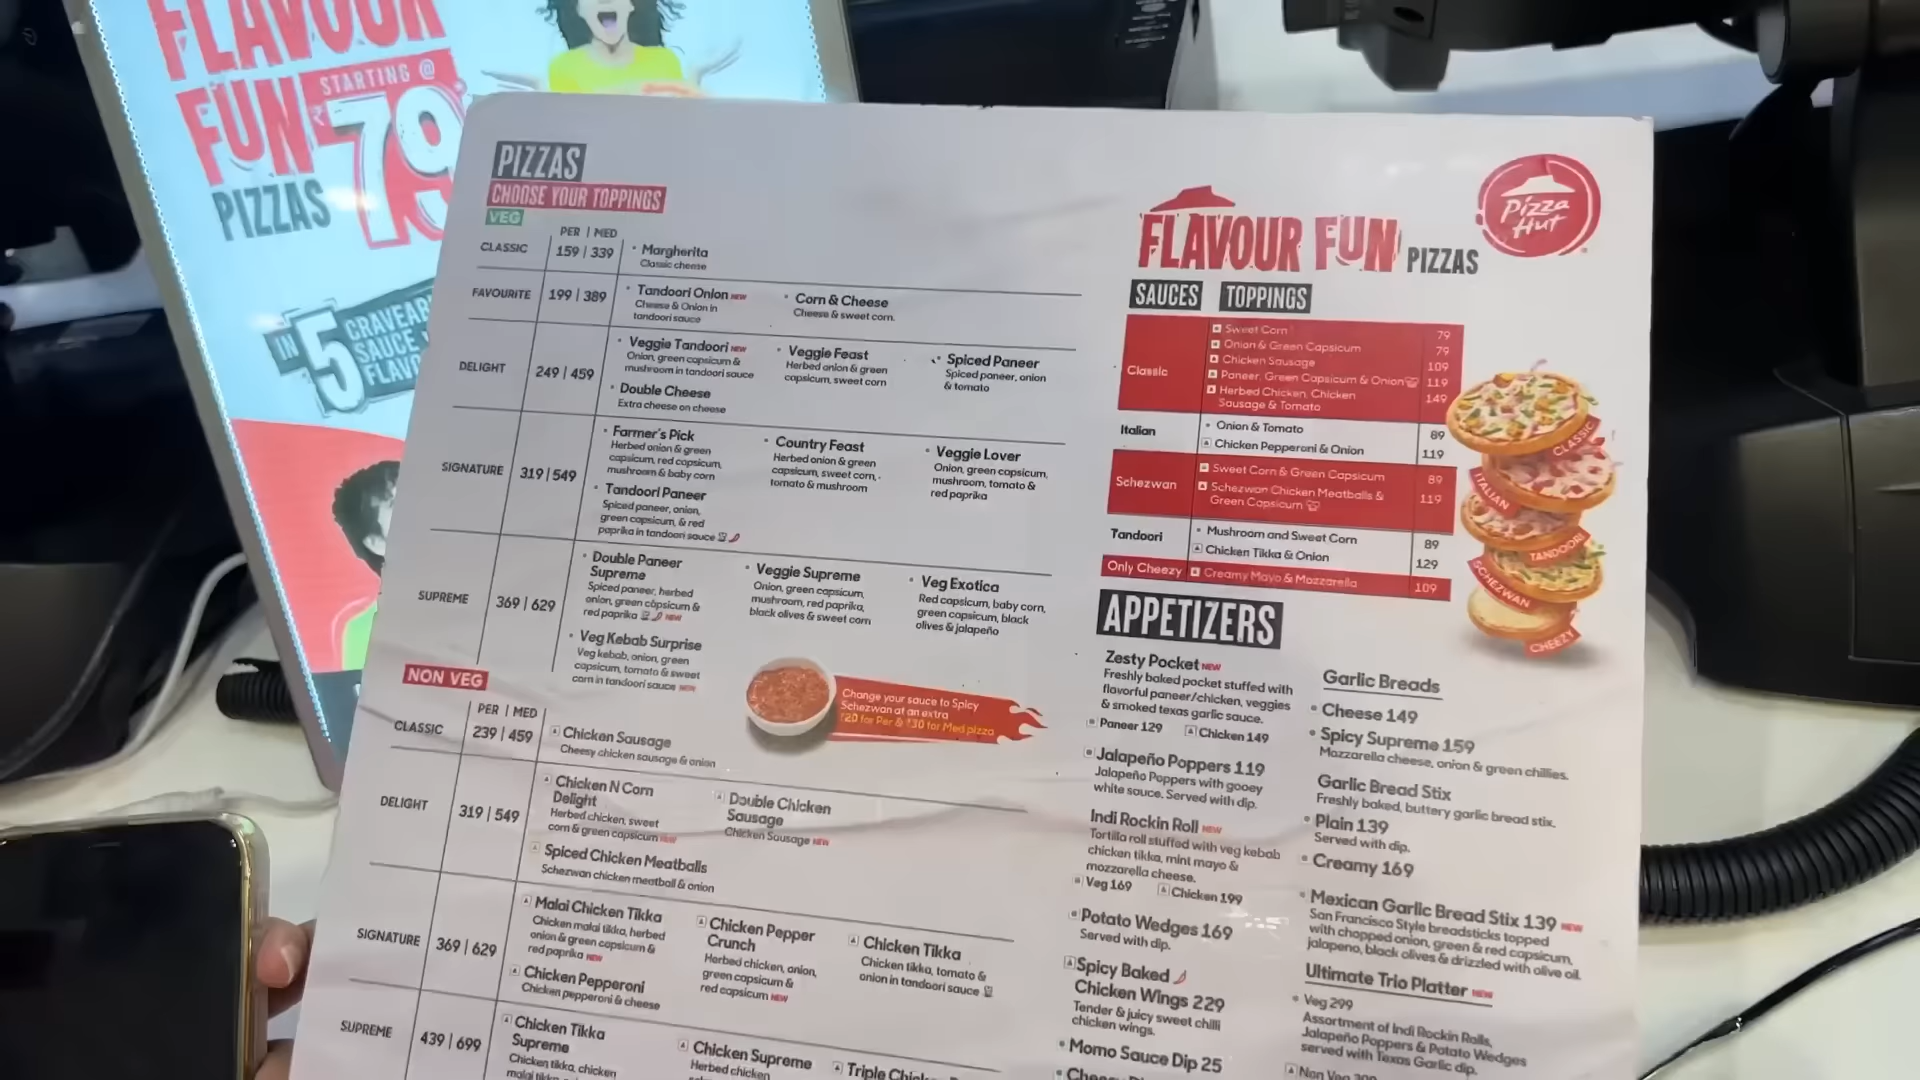 FLAVOUR
FUN
STARTING @
₹79
PIZZAS
IN 5
SAUCE
PIZZAS
CHOOSE YOUR TOPPINGS
VEG
PER | MED
CLASSIC
159 | 339
• Margherita
Classic cheese
FAVOURITE
199 | 389
• Tandoori Onion NEW
Cheese & Onion in
tandoori sauce
• Corn & Cheese
Cheese & sweet corn.
DELIGHT
249 | 459
• Veggie Tandoori NEW
Onion, green capsicum &
mushroom in tandoori sauce
• Veggie Feast
Herbed onion & green
capsicum, sweet corn
• Spiced Paneer
Spiced paneer, onion
& tomato
• Double Cheese
Extra cheese on cheese
SIGNATURE
319 | 549
• Farmer's Pick
Herbed onion & green
capsicum, red capsicum,
mushroom & baby corn
• Country Feast
Herbed onion & green
capsicum, sweet corn,
tomato & mushroom
• Veggie Lover
Onion, green capsicum,
mushroom, tomato &
red paprika
• Tandoori Paneer
Spiced paneer, onion,
green capsicum, & red
paprika in tandoori sauce
SUPREME
369 | 629
• Double Paneer
Supreme
Spiced paneer, herbed
onion, green capsicum &
red paprika NEW
• Veggie Supreme
Onion, green capsicum,
mushroom, red paprika,
black olives & sweet corn
• Veg Exotica
Red capsicum, baby corn,
green capsicum, black
olives & jalapeño
• Veg Kebab Surprise
Veg kebab, onion, green
capsicum, tomato & sweet
corn in tandoori sauce NEW
Change your sauce to Spicy
Schezwan at an extra
₹20 for Per & ₹30 for Med pizza
NON VEG
PER | MED
CLASSIC
239 | 459
Chicken Sausage
Cheesy chicken sausage & onion
DELIGHT
319 | 549
Chicken N Corn
Delight
Herbed chicken, sweet
corn & green capsicum NEW
Double Chicken
Sausage
Chicken Sausage NEW
Spiced Chicken Meatballs
Schezwan chicken meatball & onion
SIGNATURE
369 | 629
Malai Chicken Tikka
Chicken malai tikka, herbed
onion & green capsicum &
red paprika NEW
Chicken Pepper
Crunch
Herbed chicken, onion,
green capsicum &
red capsicum NEW
Chicken Tikka
Chicken tikka, tomato &
onion in tandoori sauce
Chicken Pepperoni
Chicken pepperoni & cheese
SUPREME
439 | 699
Chicken Tikka
Supreme
Chicken tikka, chicken
malai
Chicken Supreme
Herbed chicken
Triple
Pizza
Hut
FLAVOUR FUN PIZZAS
SAUCES TOPPINGS
Classic
Sweet Corn 79
Onion & Green Capsicum 79
Chicken Sausage 109
Paneer, Green Capsicum & Onion 119
Herbed Chicken, Chicken 149
Sausage & Tomato
Italian
• Onion & Tomato 89
Chicken Pepperoni & Onion 119
Schezwan
Sweet Corn & Green Capsicum 89
Schezwan Chicken Meatballs & 119
Green Capsicum
Tandoori
• Mushroom and Sweet Corn 89
Chicken Tikka & Onion 129
Only Cheezy Creamy Mayo & Mozzarella 109
CLASSIC
ITALIAN
TANDOORI
SCHEZWAN
CHEEZY
APPETIZERS
Zesty Pocket NEW
Freshly baked pocket stuffed with
flavorful paneer/chicken, veggies
& smoked texas garlic sauce.
Paneer 129 Chicken 149
Jalapeño Poppers 119
Jalapeño Poppers with gooey
white sauce. Served with dip.
Indi Rockin Roll NEW
Tortilla roll stuffed with veg kebab
chicken tikka, mint mayo &
mozzarella cheese.
Veg 169 Chicken 199
Potato Wedges 169
Served with dip.
Spicy Baked
Chicken Wings 229
Tender & juicy sweet chilli
chicken wings.
• Momo Sauce Dip 25
Garlic Breads
• Cheese 149
• Spicy Supreme 159
Mozzarella cheese, onion & green chillies.
Garlic Bread Stix
Freshly baked, buttery garlic bread stix.
• Plain 139
Served with dip.
• Creamy 169
• Mexican Garlic Bread Stix 139 NEW
San Francisco Style breadsticks topped
with chopped onion, green & red capsicum,
jalapeno, black olives & drizzled with olive oil.
Ultimate Trio Platter NEW
• Veg 299
Assortment of Indi Rockin Rolls,
Jalapeño Poppers & Potato Wedges
served with Texas Garlic dip.
Non Veg